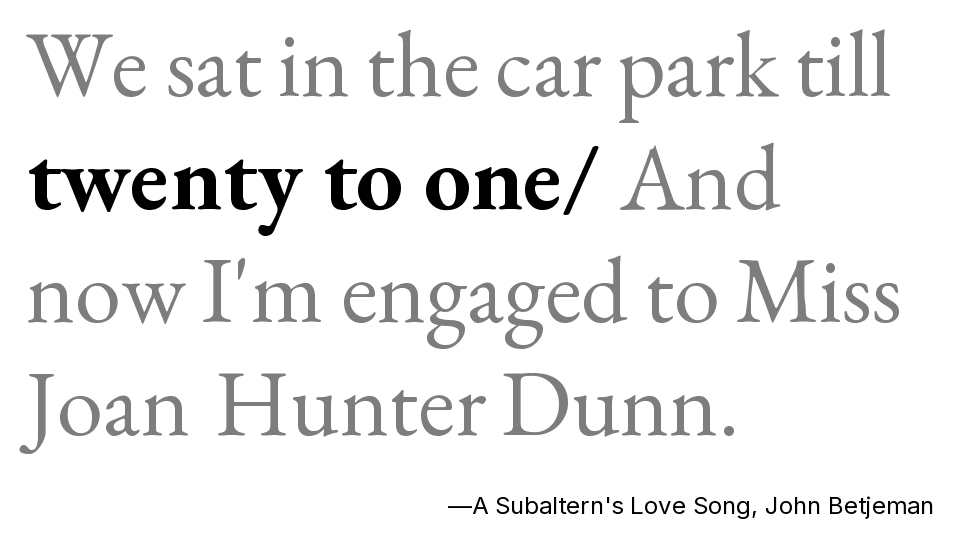 We sat in the car park till
twenty to one/ And
now I'm engaged to Miss
Joan Hunter Dunn.
—A Subaltern's Love Song, John Betjeman